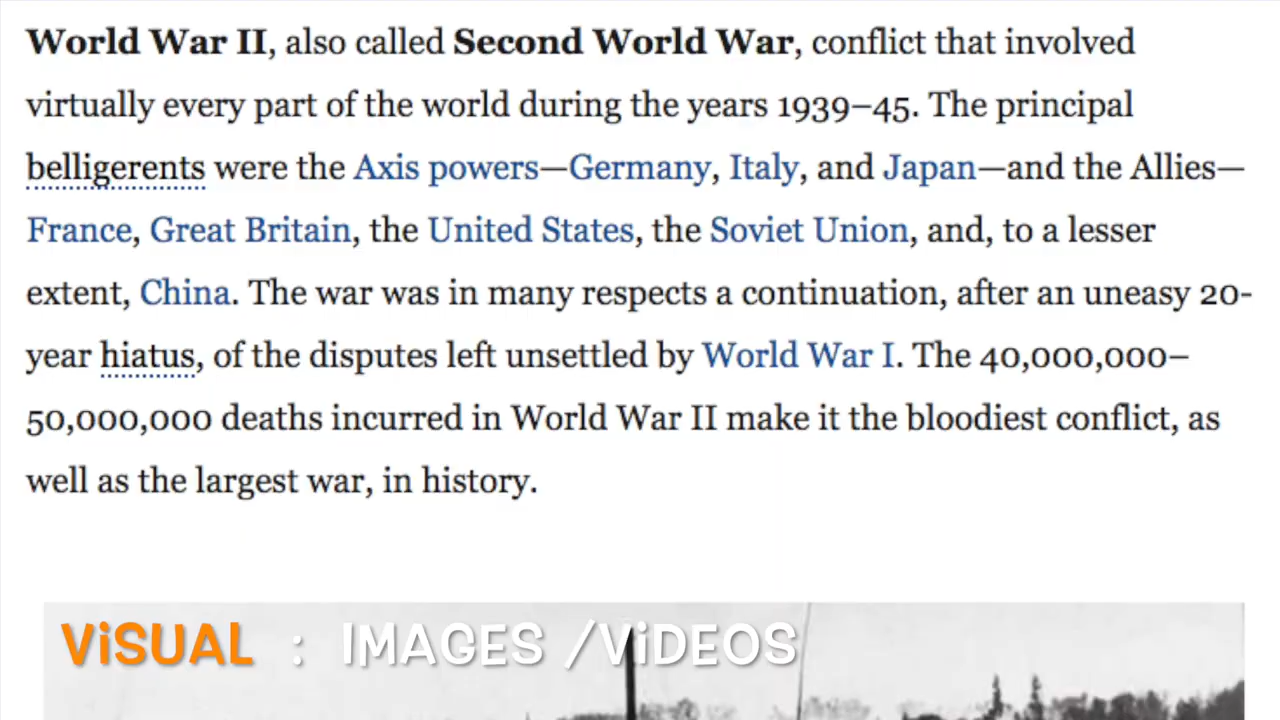 World War II, also called Second World War, conflict that involved
virtually every part of the world during the years 1939–45. The principal
belligerents were the Axis powers—Germany, Italy, and Japan—and the Allies—
France, Great Britain, the United States, the Soviet Union, and, to a lesser
extent, China. The war was in many respects a continuation, after an uneasy 20-
year hiatus, of the disputes left unsettled by World War I. The 40,000,000–
50,000,000 deaths incurred in World War II make it the bloodiest conflict, as
well as the largest war, in history.
ViSUAL : IMAGES /ViDEOS